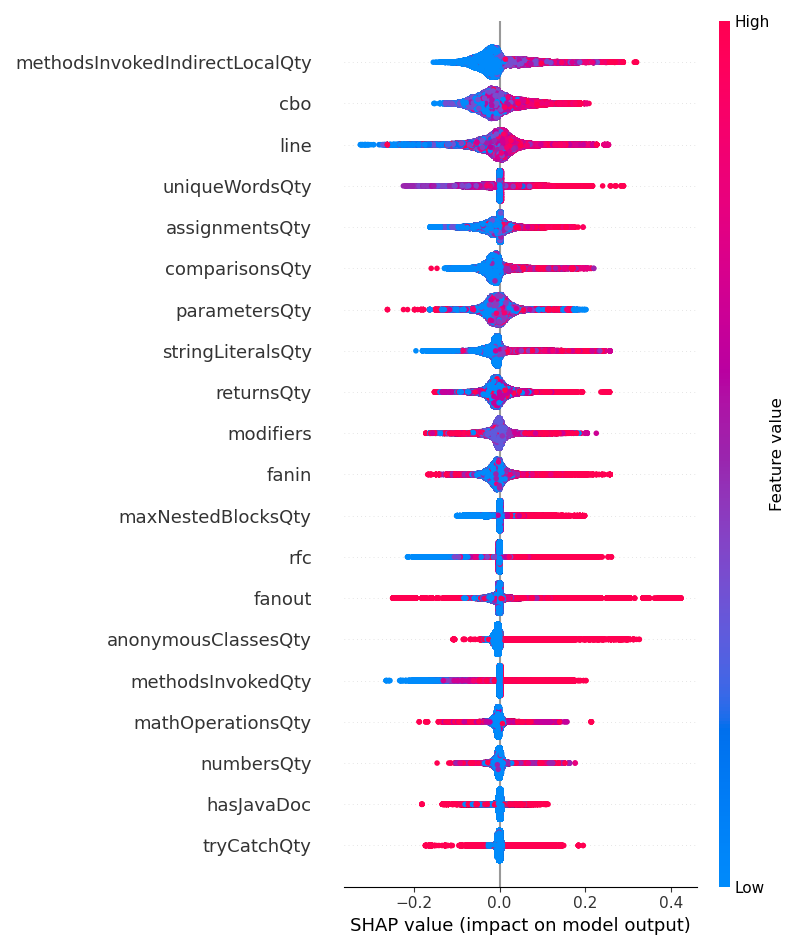 High
methodsInvokedIndirectLocalQty
cbo
line
uniqueWordsQty
assignmentsQty
comparisonsQty
parametersQty
stringLiteralsQty
returnsQty
modifiers
fanin
maxNestedBlocksQty
rfc
fanout
anonymousClassesQty
methodsInvokedQty
mathOperationsQty
numbersQty
hasJavaDoc
tryCatchQty
Feature value
Low
−0.2 0.0 0.2 0.4
SHAP value (impact on model output)